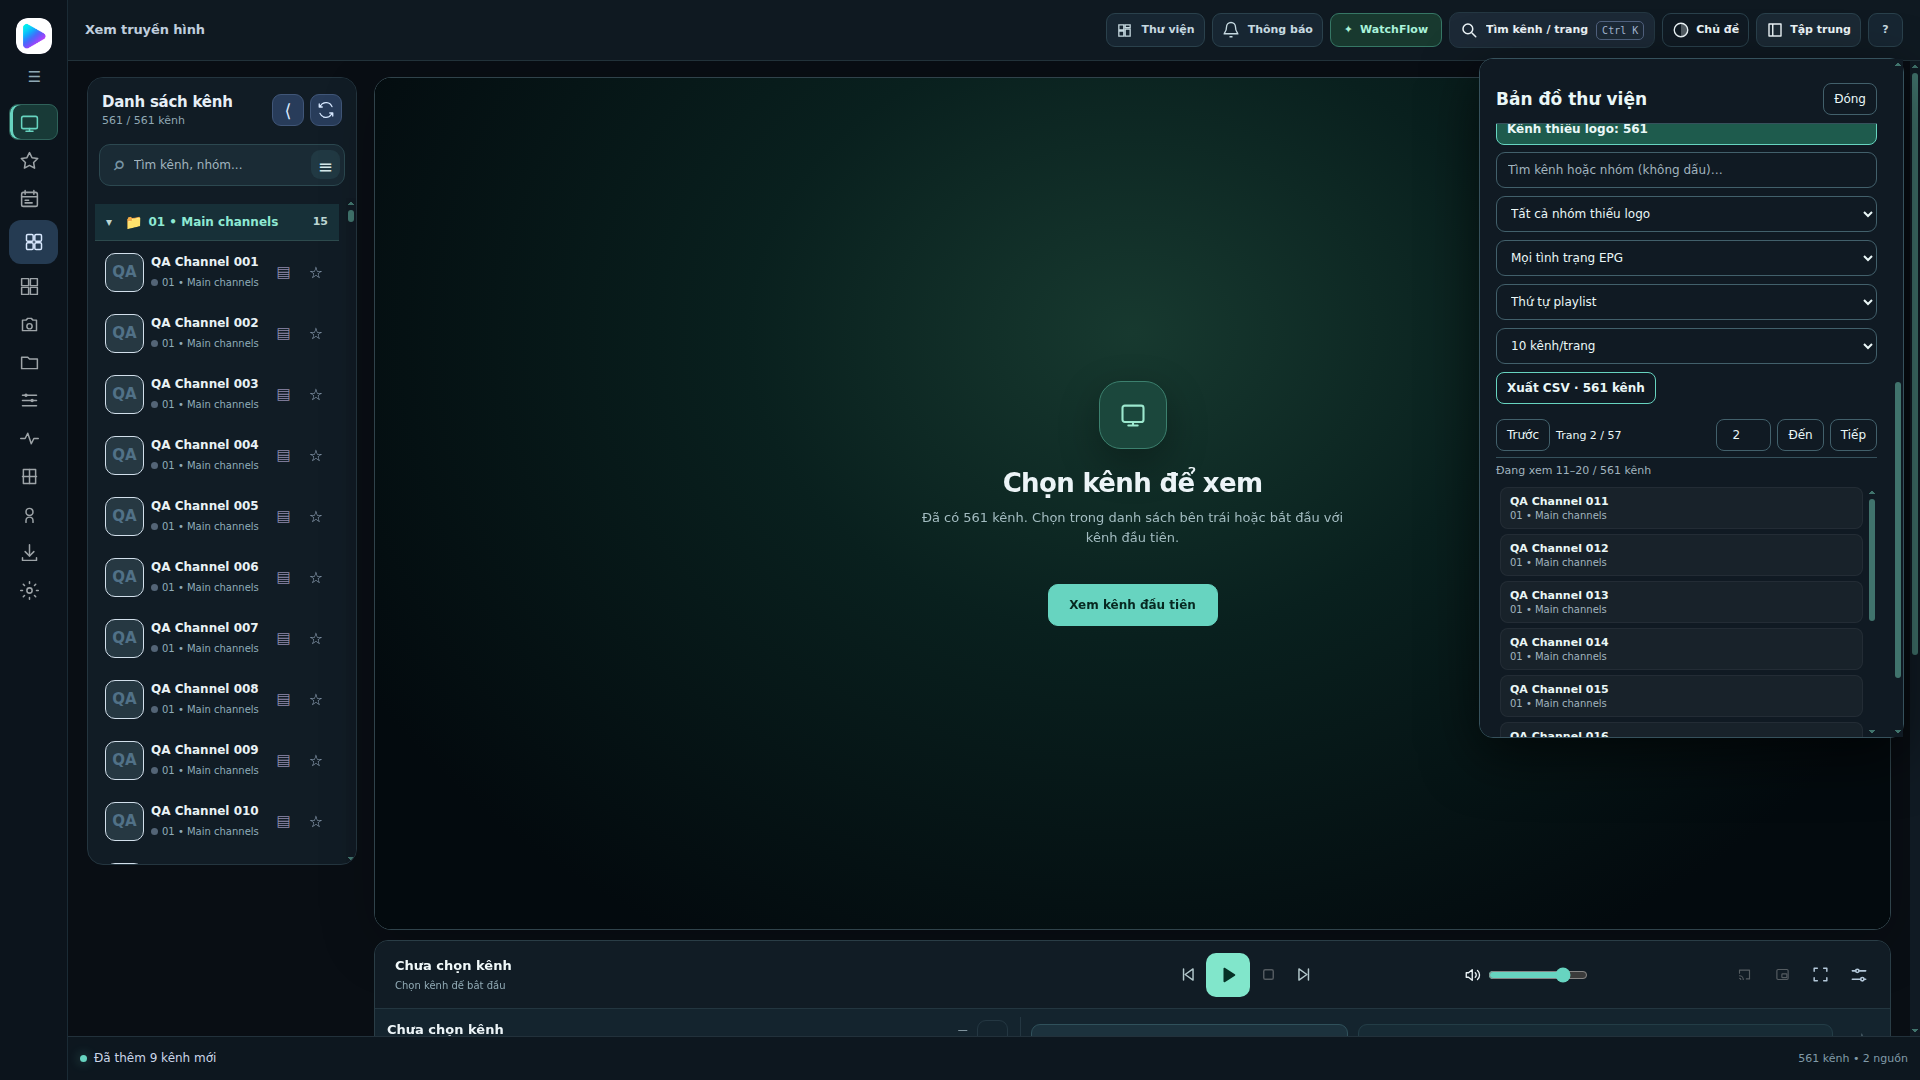 Xem truyền hình
Thư viện
Thông báo
✦ WatchFlow
Tìm kênh / trang Ctrl K
Chủ đề
Tập trung
?
Danh sách kênh
561 / 561 kênh
Tìm kênh, nhóm...
01 • Main channels 15
QA QA Channel 001
01 • Main channels
QA QA Channel 002
01 • Main channels
QA QA Channel 003
01 • Main channels
QA QA Channel 004
01 • Main channels
QA QA Channel 005
01 • Main channels
QA QA Channel 006
01 • Main channels
QA QA Channel 007
01 • Main channels
QA QA Channel 008
01 • Main channels
QA QA Channel 009
01 • Main channels
QA QA Channel 010
01 • Main channels
Chọn kênh để xem
Đã có 561 kênh. Chọn trong danh sách bên trái hoặc bắt đầu với
kênh đầu tiên.
Xem kênh đầu tiên
Bản đồ thư viện
Đóng
Kênh thiếu logo: 561
Tìm kênh hoặc nhóm (không dấu)...
Tất cả nhóm thiếu logo
Mọi tình trạng EPG
Thứ tự playlist
10 kênh/trang
Xuất CSV · 561 kênh
Trước Trang 2 / 57 2 Đến Tiếp
Đang xem 11–20 / 561 kênh
QA Channel 011
01 • Main channels
QA Channel 012
01 • Main channels
QA Channel 013
01 • Main channels
QA Channel 014
01 • Main channels
QA Channel 015
01 • Main channels
QA Channel 016
Chưa chọn kênh
Chọn kênh để bắt đầu
Chưa chọn kênh
Đã thêm 9 kênh mới
561 kênh • 2 nguồn